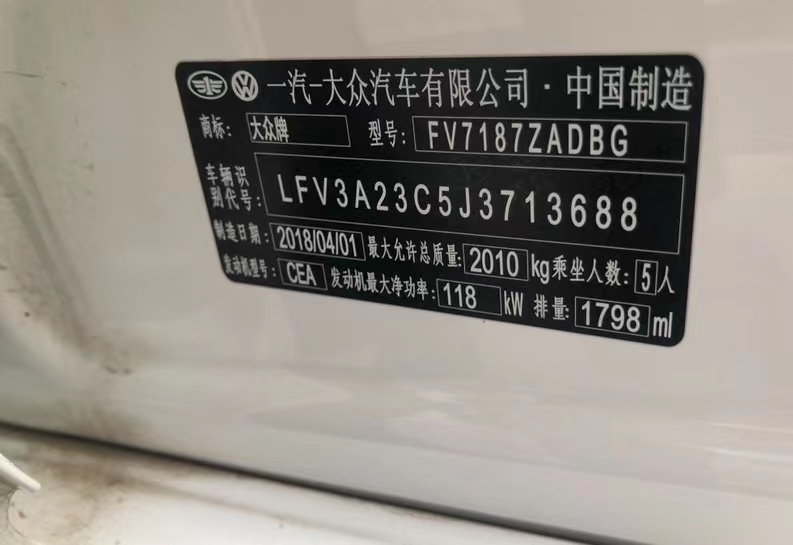 一汽-大众汽车有限公司·中国制造
商标: 大众牌 型号: FV7187ZADBG
车辆识别代号: LFV3A23C5J3713688
制造日期: 2018/04/01 最大允许总质量: 2010 kg 乘坐人数: 5 人
发动机型号: CEA 发动机最大净功率: 118 kW 排量: 1798 ml